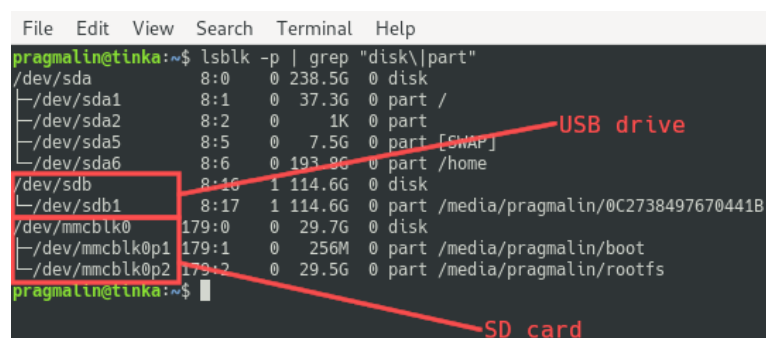 File Edit View Search Terminal Help
pragmalin@tinka:~$ lsblk -p | grep "disk\|part"
/dev/sda 8:0 0 238.5G 0 disk
├─/dev/sda1 8:1 0 37.3G 0 part /
├─/dev/sda2 8:2 0 1K 0 part
├─/dev/sda5 8:5 0 7.5G 0 part [SWAP]
└─/dev/sda6 8:6 0 193.8G 0 part /home
USB drive
/dev/sdb 8:16 1 114.6G 0 disk
└─/dev/sdb1 8:17 1 114.6G 0 part /media/pragmalin/0C2738497670441B
/dev/mmcblk0 179:0 0 29.7G 0 disk
├─/dev/mmcblk0p1 179:1 0 256M 0 part /media/pragmalin/boot
└─/dev/mmcblk0p2 179:2 0 29.5G 0 part /media/pragmalin/rootfs
pragmalin@tinka:~$
SD card